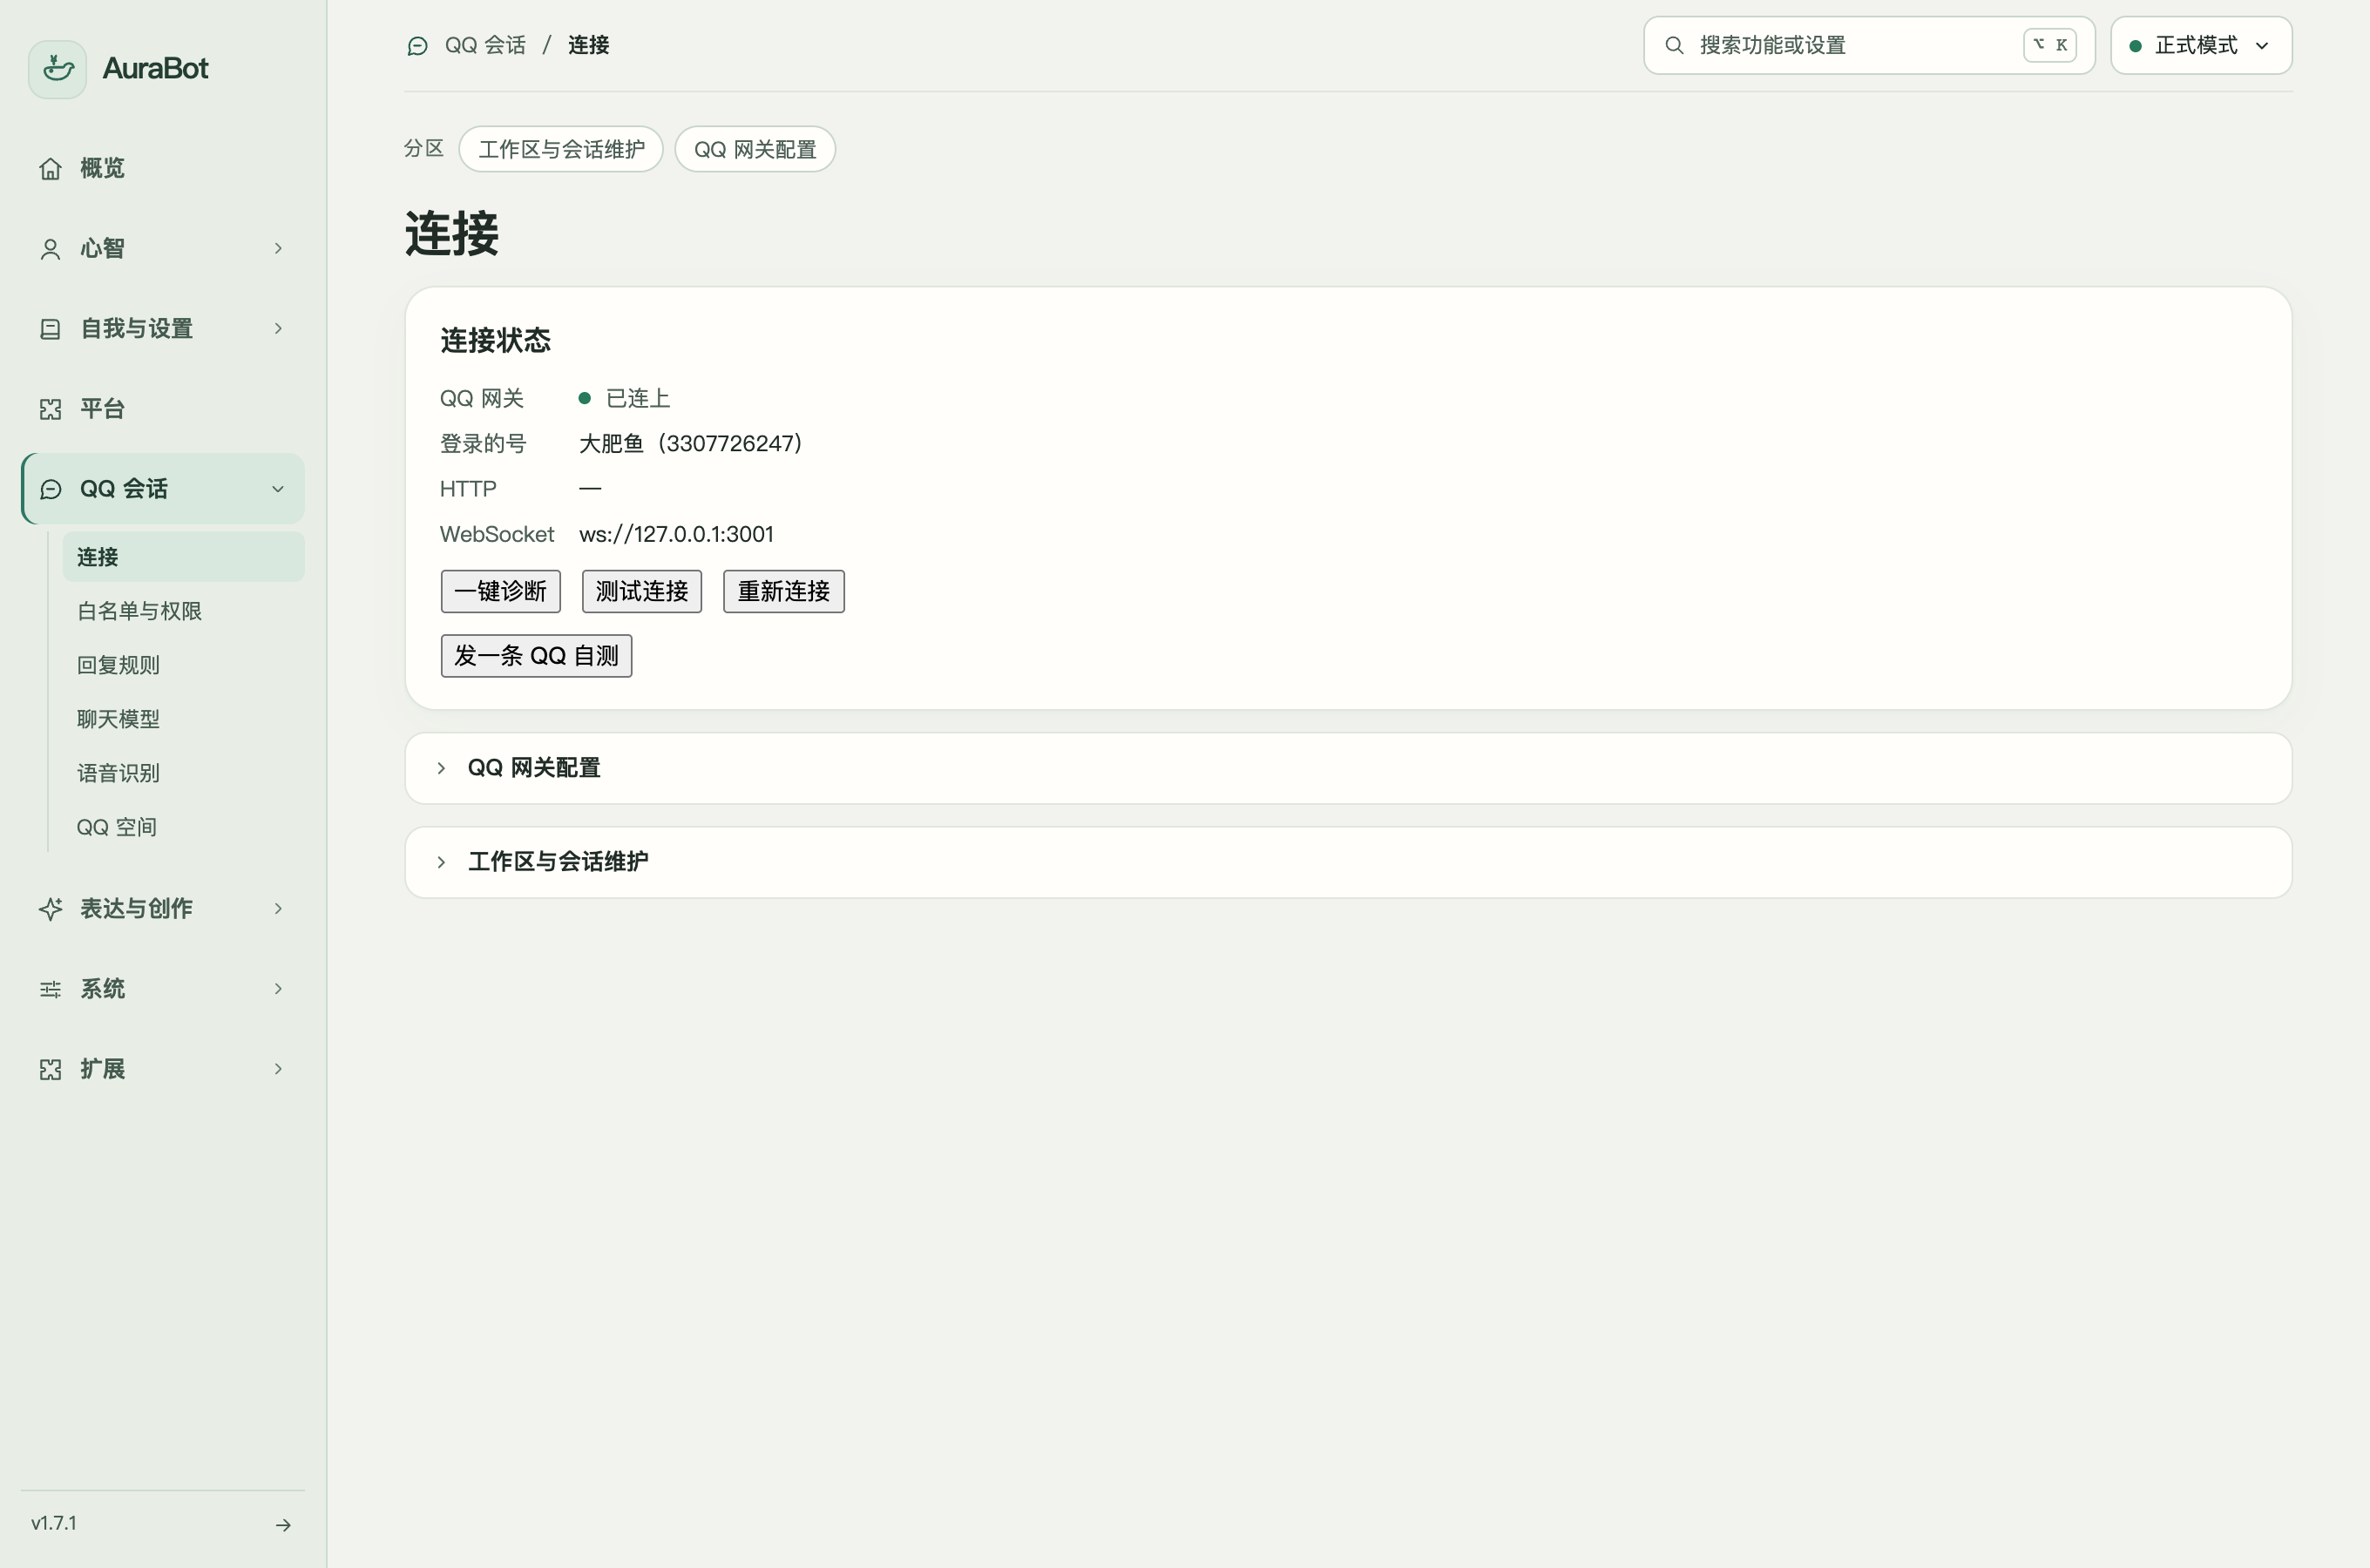 AuraBot
概览
心智
自我与设置
平台
QQ 会话
连接
白名单与权限
回复规则
聊天模型
语音识别
QQ 空间
表达与创作
系统
扩展
v1.7.1
QQ 会话 / 连接
搜索功能或设置 ⌥ K
正式模式
分区 工作区与会话维护 QQ 网关配置
连接
连接状态
QQ 网关 已连上
登录的号 大肥鱼（3307726247）
HTTP —
WebSocket ws://127.0.0.1:3001
一键诊断 测试连接 重新连接
发一条 QQ 自测
QQ 网关配置
工作区与会话维护